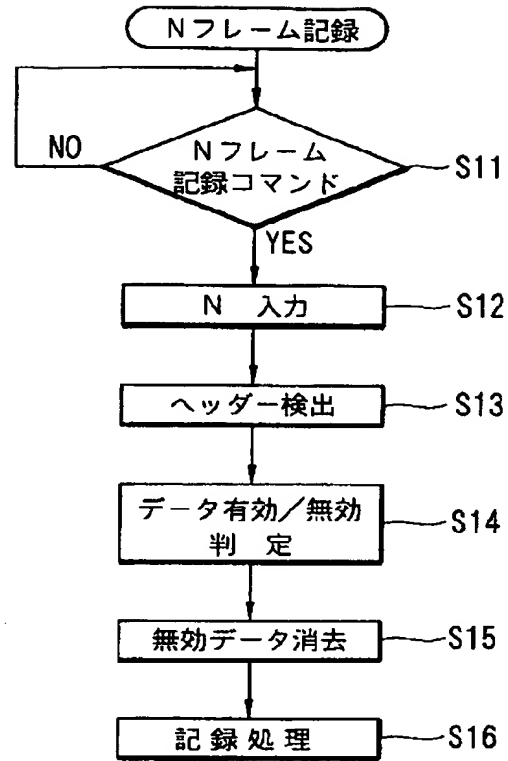 Nフレーム記録
NO
Nフレーム
記録コマンド
S11
YES
N 入力
S12
ヘッダー検出
S13
データ有効／無効
判 定
S14
無効データ消去
S15
記録処理
S16